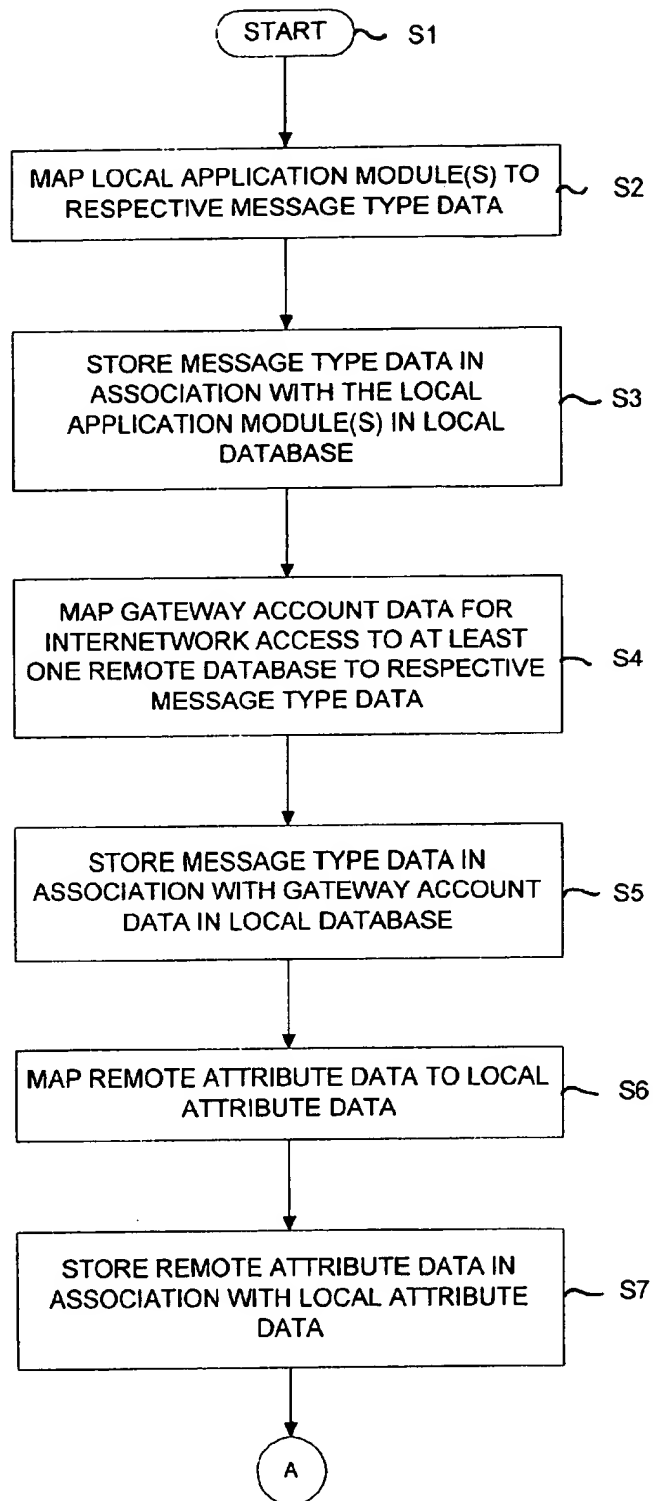 START
S1
MAP LOCAL APPLICATION MODULE(S) TO
RESPECTIVE MESSAGE TYPE DATA
S2
STORE MESSAGE TYPE DATA IN
ASSOCIATION WITH THE LOCAL
APPLICATION MODULE(S) IN LOCAL
DATABASE
S3
MAP GATEWAY ACCOUNT DATA FOR
INTERNETWORK ACCESS TO AT LEAST
ONE REMOTE DATABASE TO RESPECTIVE
MESSAGE TYPE DATA
S4
STORE MESSAGE TYPE DATA IN
ASSOCIATION WITH GATEWAY ACCOUNT
DATA IN LOCAL DATABASE
S5
MAP REMOTE ATTRIBUTE DATA TO LOCAL
ATTRIBUTE DATA
S6
STORE REMOTE ATTRIBUTE DATA IN
ASSOCIATION WITH LOCAL ATTRIBUTE
DATA
S7
A